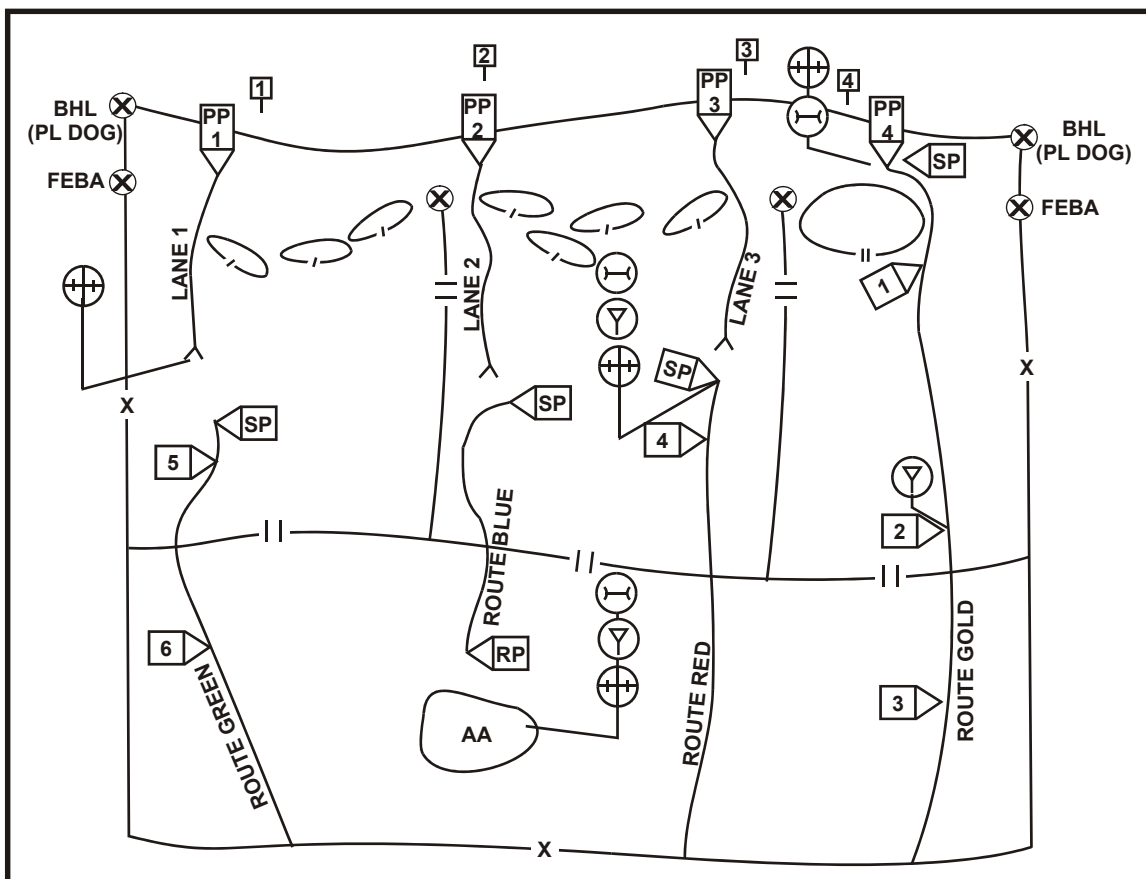 1
2
3
4
BHL
(PL DOG)
PP
1
PP
2
PP
3
PP
4
BHL
(PL DOG)
SP
FEBA
FEBA
LANE 1
LANE 2
LANE 3
1
SP
X
X
SP
SP
4
5
2
ROUTE BLUE
6
RP
3
ROUTE GREEN
AA
ROUTE RED
ROUTE GOLD
X